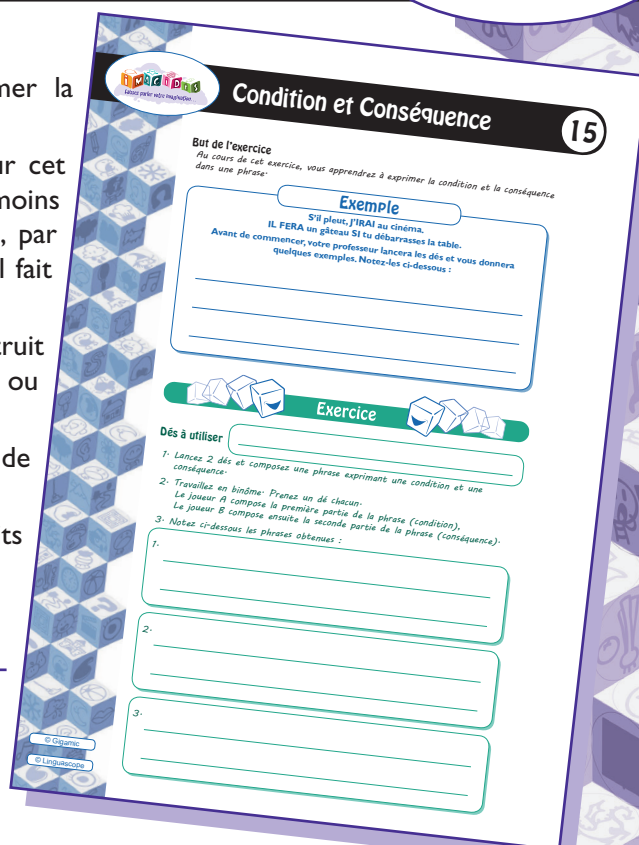 mer la
ur cet
moins
, par
l fait
truit
ou
de
ts
iMAGiDés
Laissez parler votre imagination
Condition et Conséquence
15
But de l'exercice
Au cours de cet exercice, vous apprendrez à exprimer la condition et la conséquence
dans une phrase.
Exemple
S'il pleut, J'IRAI au cinéma.
IL FERA un gâteau SI tu débarrasses la table.
Avant de commencer, votre professeur lancera les dés et vous donnera
quelques exemples. Notez-les ci-dessous :
Exercice
Dés à utiliser
1. Lancez 2 dés et composez une phrase exprimant une condition et une
conséquence.
2. Travaillez en binôme. Prenez un dé chacun.
Le joueur A compose la première partie de la phrase (condition),
Le joueur B compose ensuite la seconde partie de la phrase (conséquence).
3. Notez ci-dessous les phrases obtenues :
1.
2.
3.
© Gigamic
© Linguascope